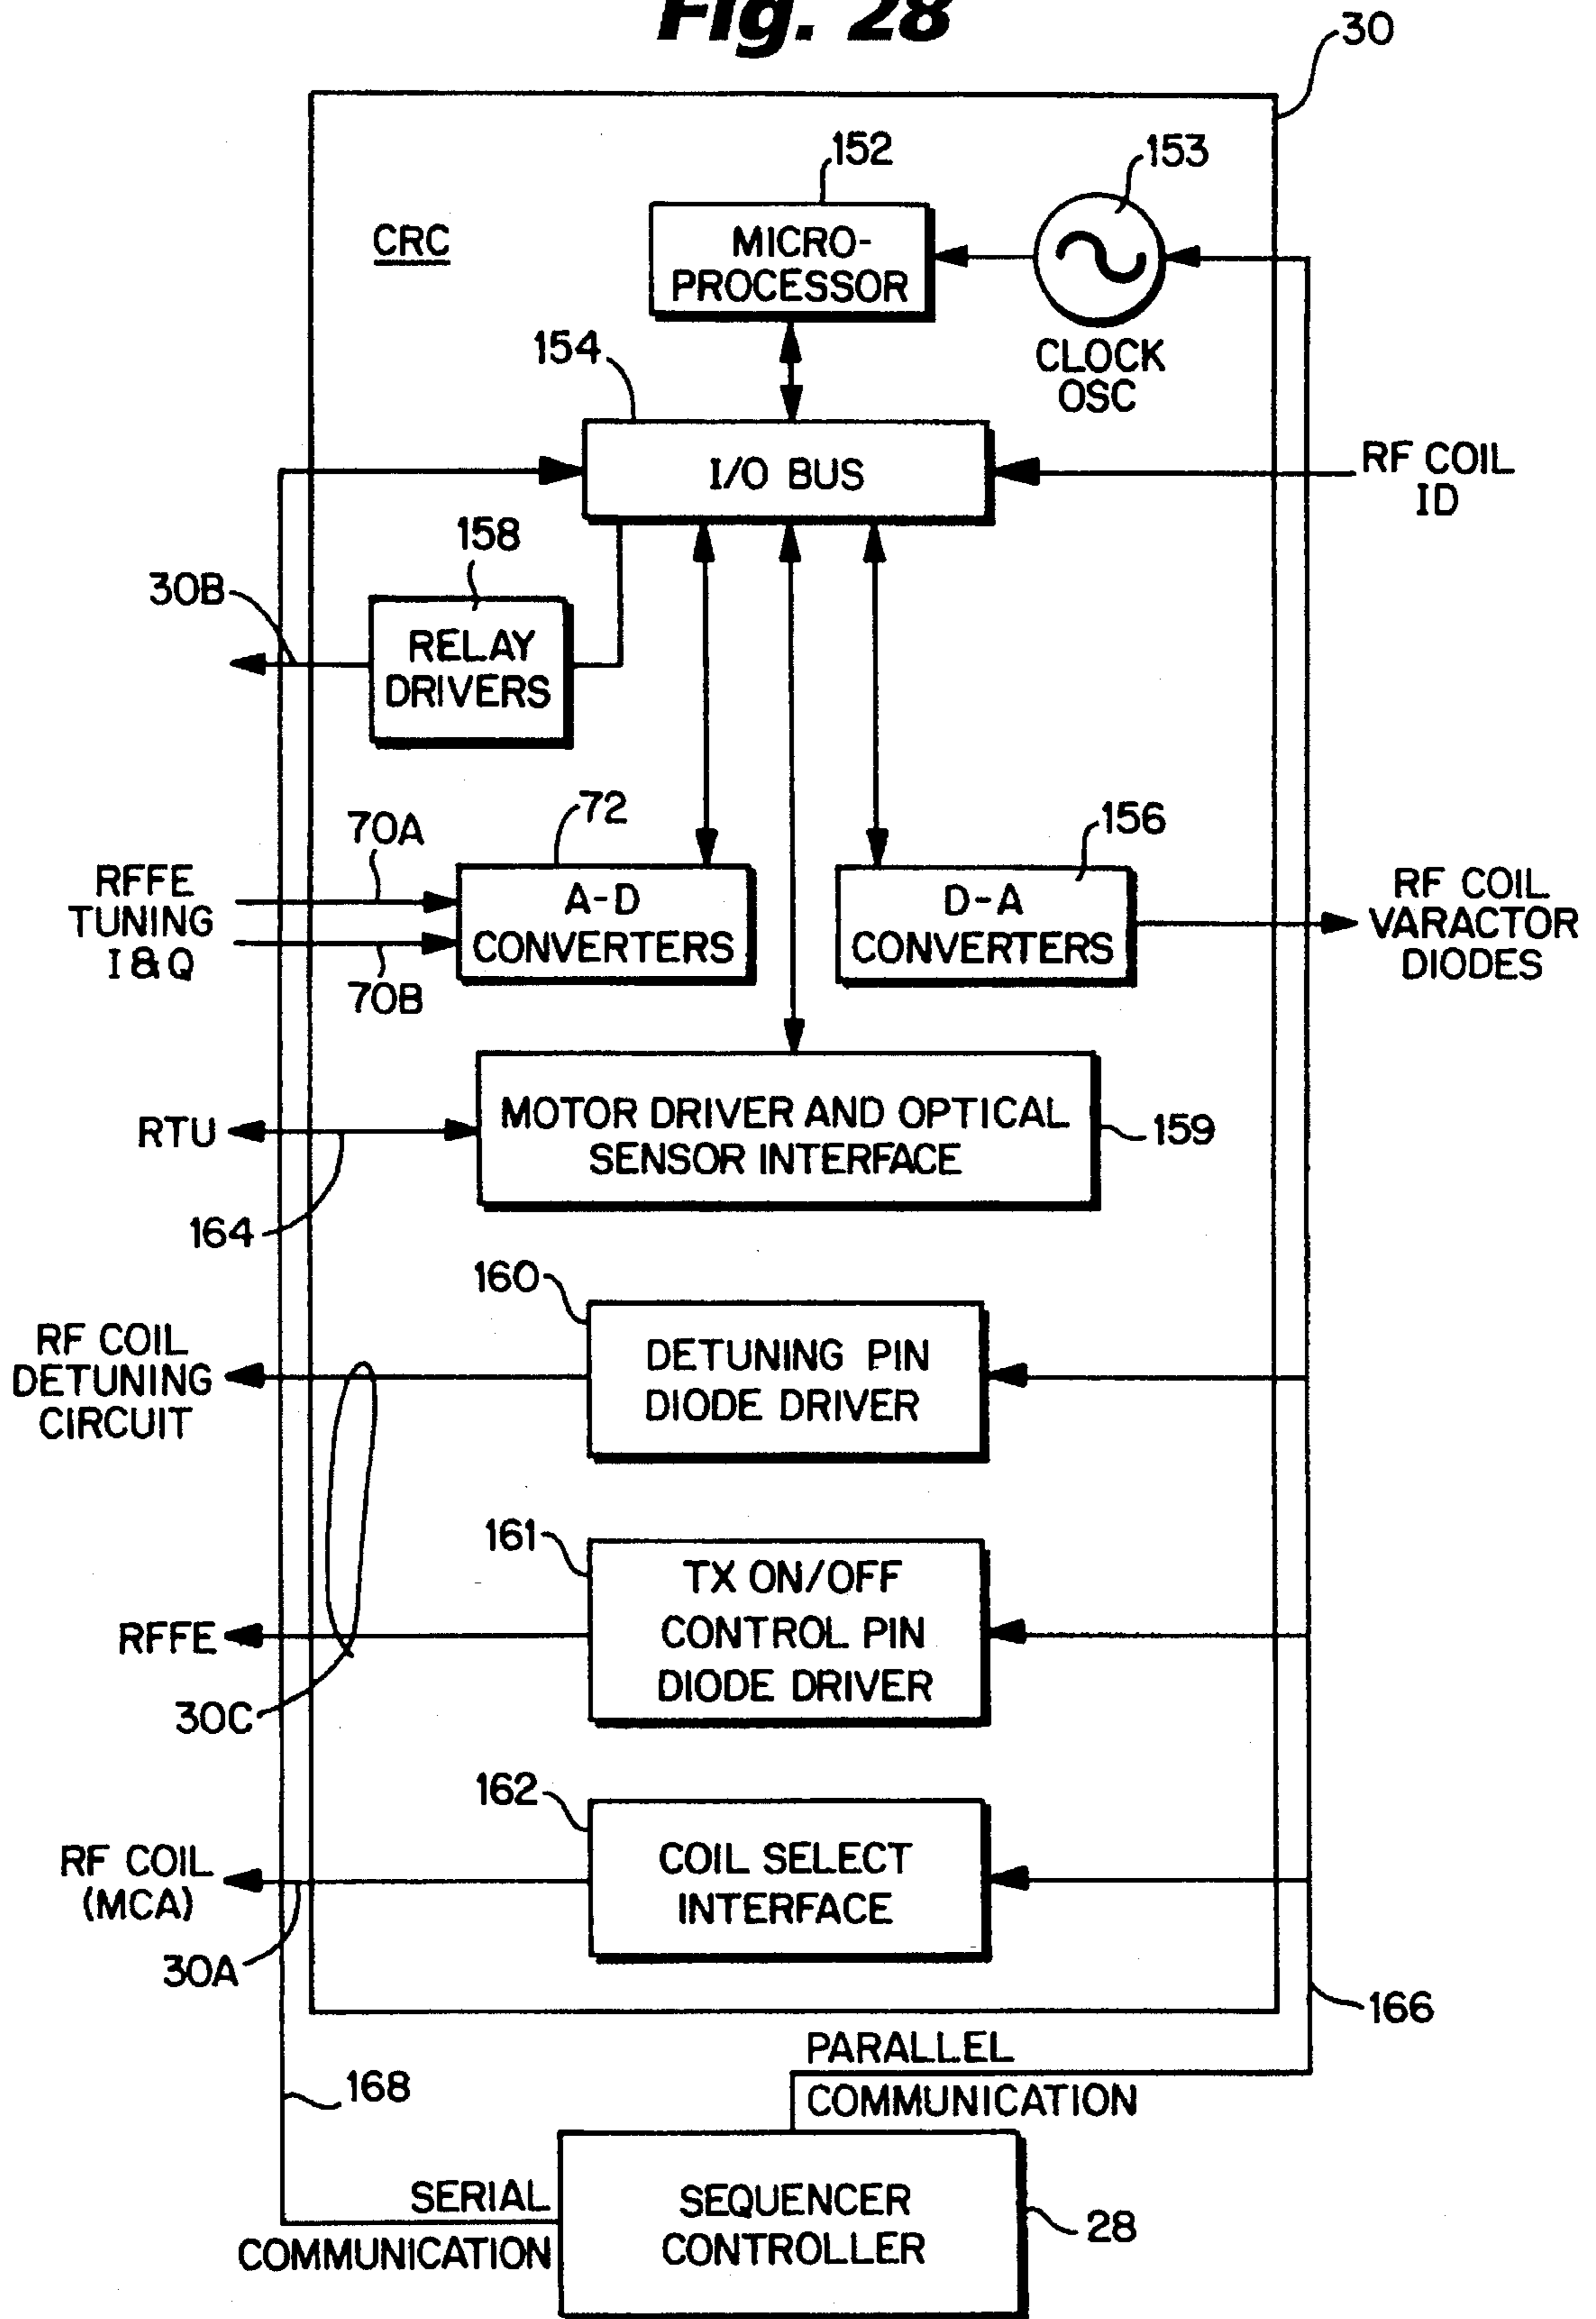 Fig. 28
30
152
153
CRC
MICRO-
PROCESSOR
CLOCK
OSC
154
I/O BUS
RF COIL
ID
158
30B
RELAY
DRIVERS
72
156
70A
RFFE
TUNING
I & Q
70B
A-D
CONVERTERS
D-A
CONVERTERS
RF COIL
VARACTOR
DIODES
RTU
MOTOR DRIVER AND OPTICAL
SENSOR INTERFACE
159
164
160
RF COIL
DETUNING
CIRCUIT
DETUNING PIN
DIODE DRIVER
161
TX ON/OFF
CONTROL PIN
DIODE DRIVER
RFFE
30C
162
RF COIL
(MCA)
COIL SELECT
INTERFACE
30A
166
PARALLEL
COMMUNICATION
168
SERIAL
COMMUNICATION
SEQUENCER
CONTROLLER
28